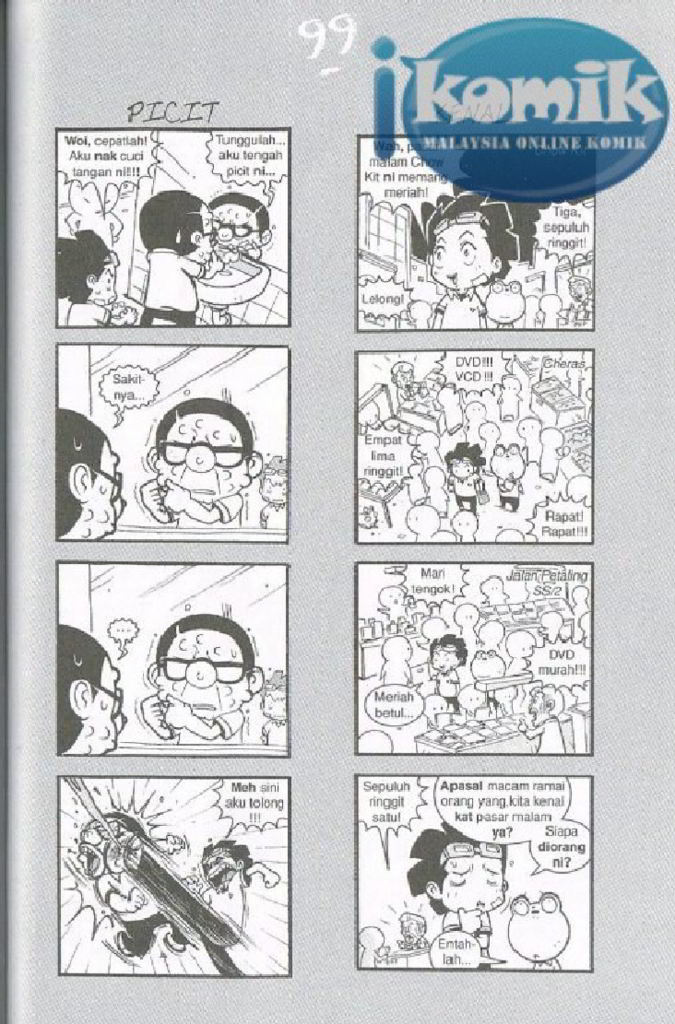 99
PICIT
Woi, cepatlah!
Aku nak cuci
tangan ni!!!
Tunggulah...
aku tengah
picit ni...
Sakit-
nya...
...
Meh sini
aku tolong
!!!
ikomik
MALAYSIA ONLINE KOMIK
malam Chow
Kit ni memang
meriah!
Tiga,
sepuluh
ringgit!
Lelong!
DVD!!!
VCD!!!
Cheras
Empat
lima
ringgit!
Rapat!
Rapat!!!
Mari
tengok!
Jalan Petaling
SS/2
DVD
murah!!!
Meriah
betul...
Sepuluh
ringgit
satu!
Apasal macam ramai
orang yang kita kenal
kat pasar malam
ya?
Siapa
diorang
ni?
Entah-
lah...